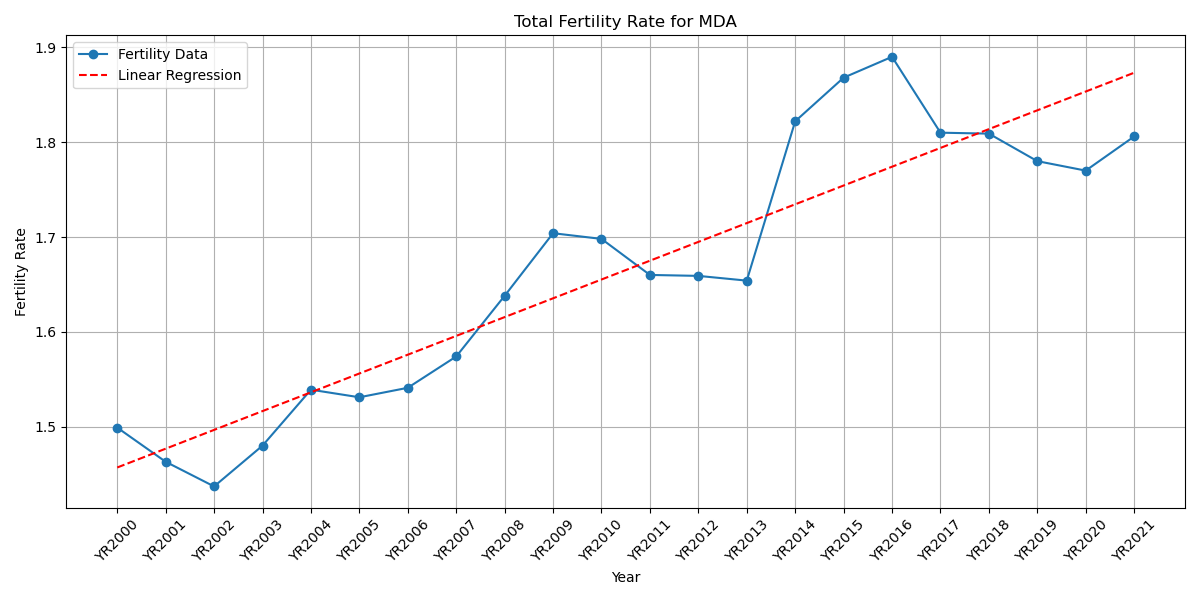 Total Fertility Rate for MDA
Fertility Data
Linear Regression
Fertility Rate
1.9
1.8
1.7
1.6
1.5
YR2000
YR2001
YR2002
YR2003
YR2004
YR2005
YR2006
YR2007
YR2008
YR2009
YR2010
YR2011
YR2012
YR2013
YR2014
YR2015
YR2016
YR2017
YR2018
YR2019
YR2020
YR2021
Year